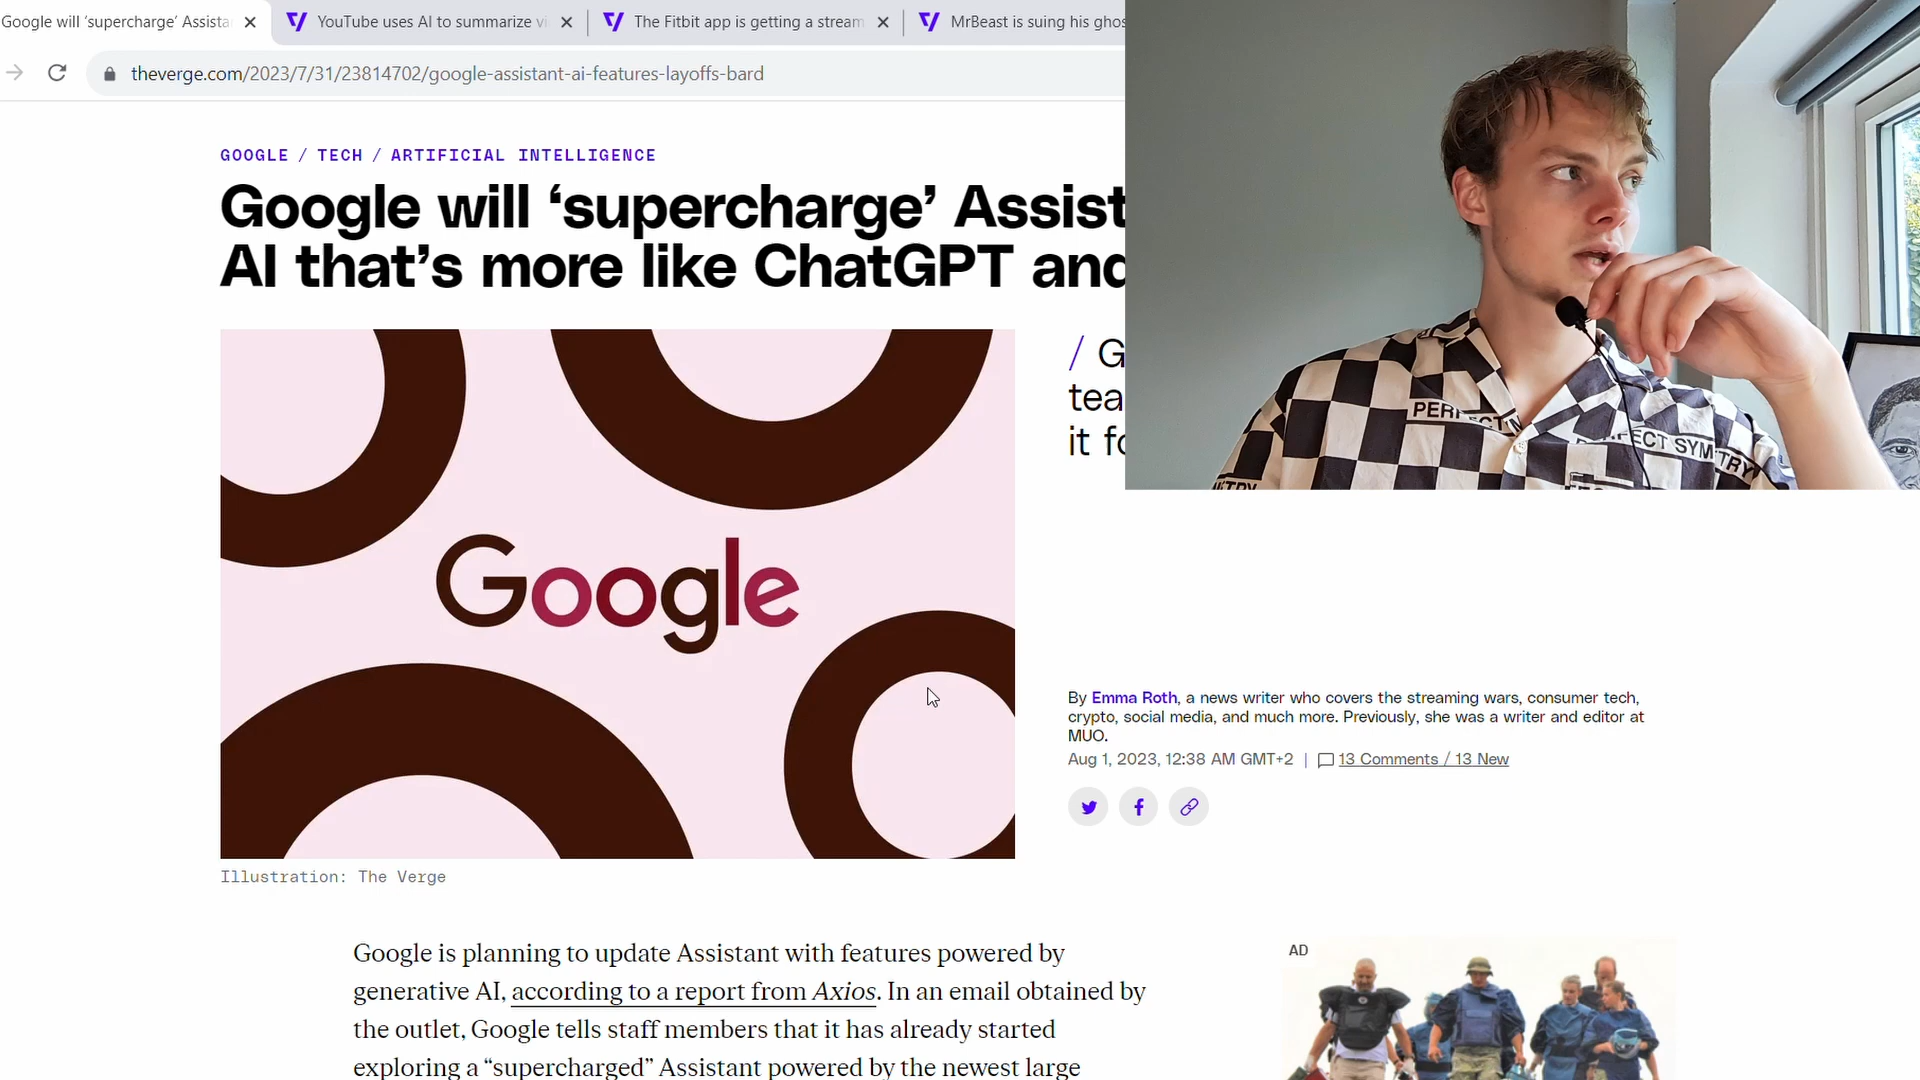 Google will ‘supercharge’ Assista
YouTube uses AI to summarize vi
The Fitbit app is getting a stream
MrBeast is suing his ghos
theverge.com/2023/7/31/23814702/google-assistant-ai-features-layoffs-bard
GOOGLE / TECH / ARTIFICIAL INTELLIGENCE
Google will ‘supercharge’ Assist
AI that’s more like ChatGPT and
/ G
tea
it fo
PERFECT
PERFECT SYMMTRY
METRY
Google
By Emma Roth, a news writer who covers the streaming wars, consumer tech,
crypto, social media, and much more. Previously, she was a writer and editor at
MUO.
Aug 1, 2023, 12:38 AM GMT+2 | 13 Comments / 13 New
Illustration: The Verge
Google is planning to update Assistant with features powered by
generative AI, according to a report from Axios. In an email obtained by
the outlet, Google tells staff members that it has already started
exploring a “supercharged” Assistant powered by the newest large
AD